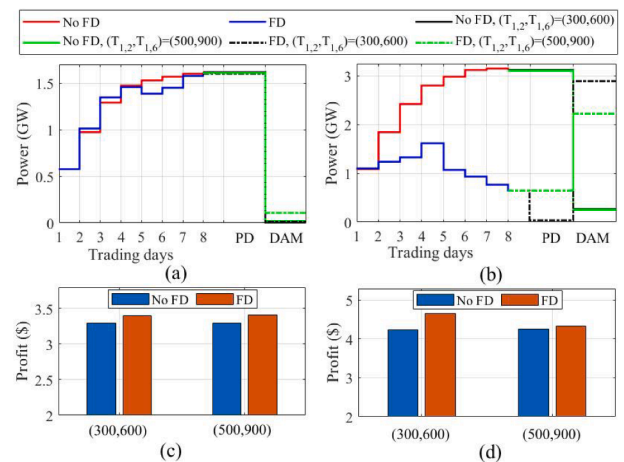 No FD FD No FD, (T1,2,T1,6)=(300,600)
No FD, (T1,2,T1,6)=(500,900) FD, (T1,2,T1,6)=(300,600) FD, (T1,2,T1,6)=(500,900)
Power (GW)
1.5
1
0.5
0
1 2 3 4 5 6 7 8 PD DAM
Trading days
(a)
Power (GW)
3
2
1
0
1 2 3 4 5 6 7 8 PD DAM
Trading days
(b)
Profit ($)
4
3.5
3
2.5
2
No FD FD
(300,600) (500,900)
(c)
Profit ($)
5
4
3
2
No FD FD
(300,600) (500,900)
(d)